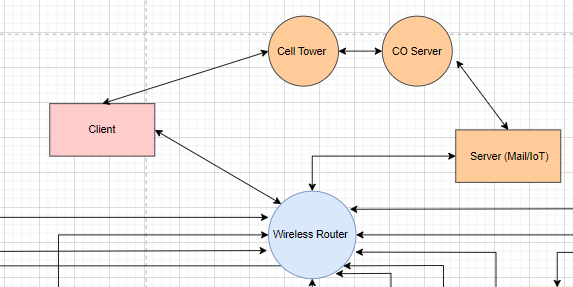 Cell Tower
CO Server
Client
Server (Mail/IoT)
Wireless Router